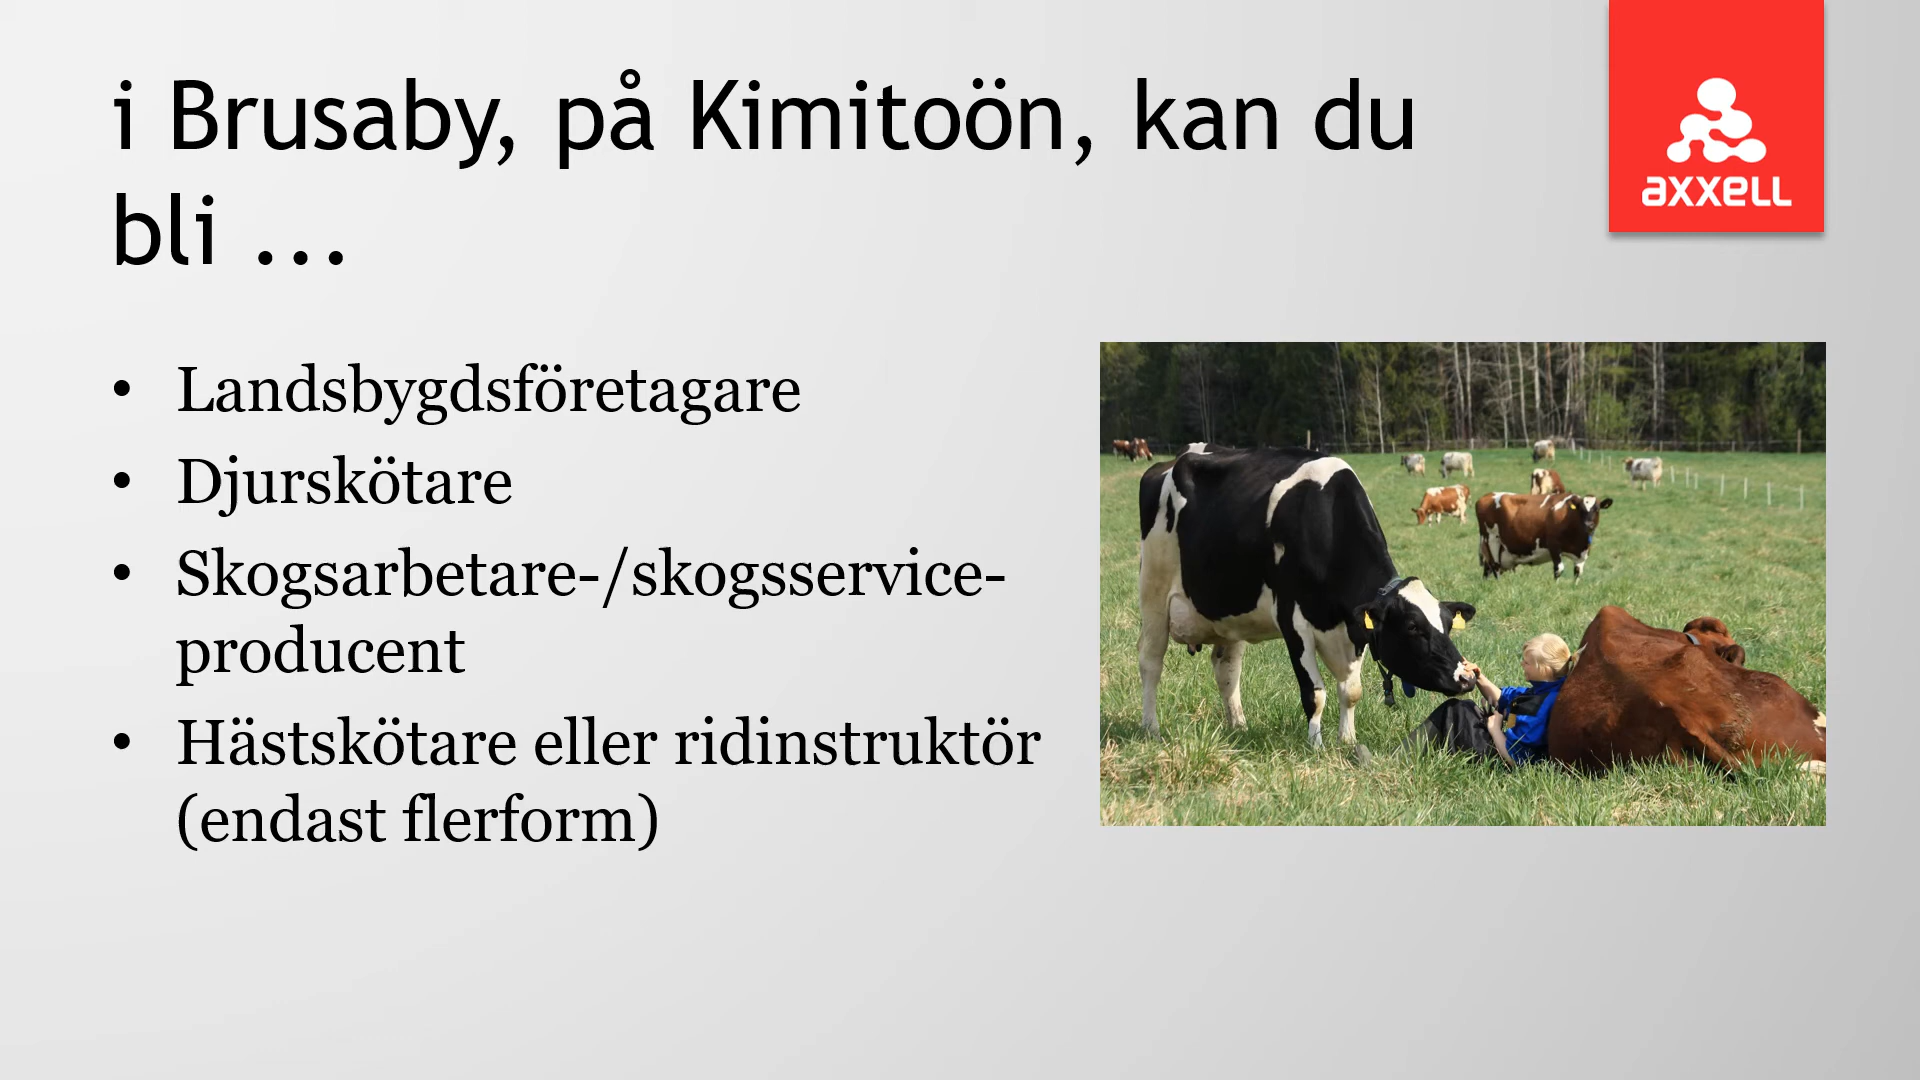 i Brusaby, på Kimitoön, kan du
bli ...
axxell
• Landsbygdsföretagare
• Djurskötare
• Skogsarbetare-/skogsservice-
producent
• Hästskötare eller ridinstruktör
(endast flerform)